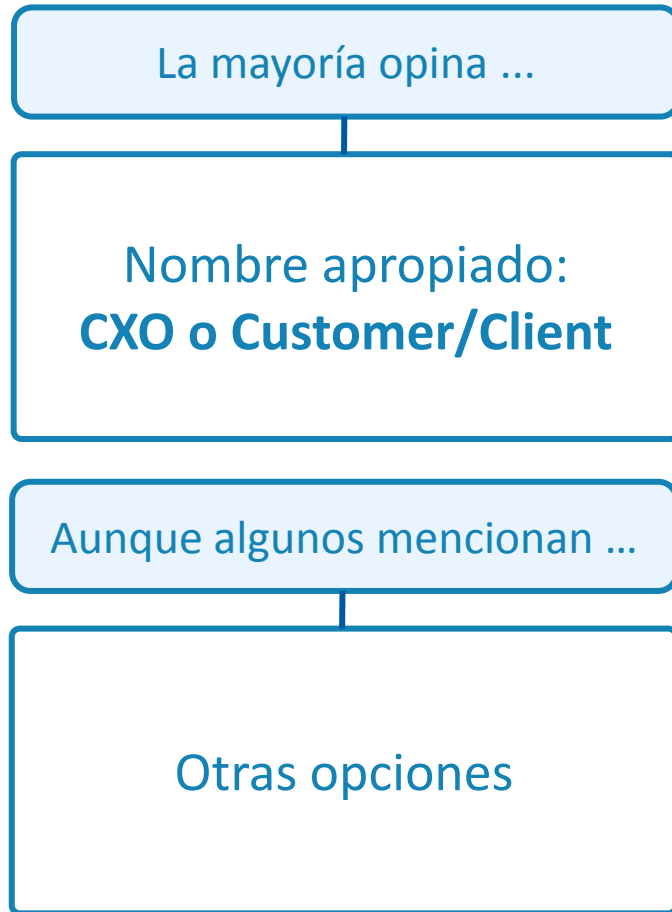 La mayoría opina ...
Nombre apropiado:
CXO o Customer/Client
Aunque algunos mencionan ...
Otras opciones